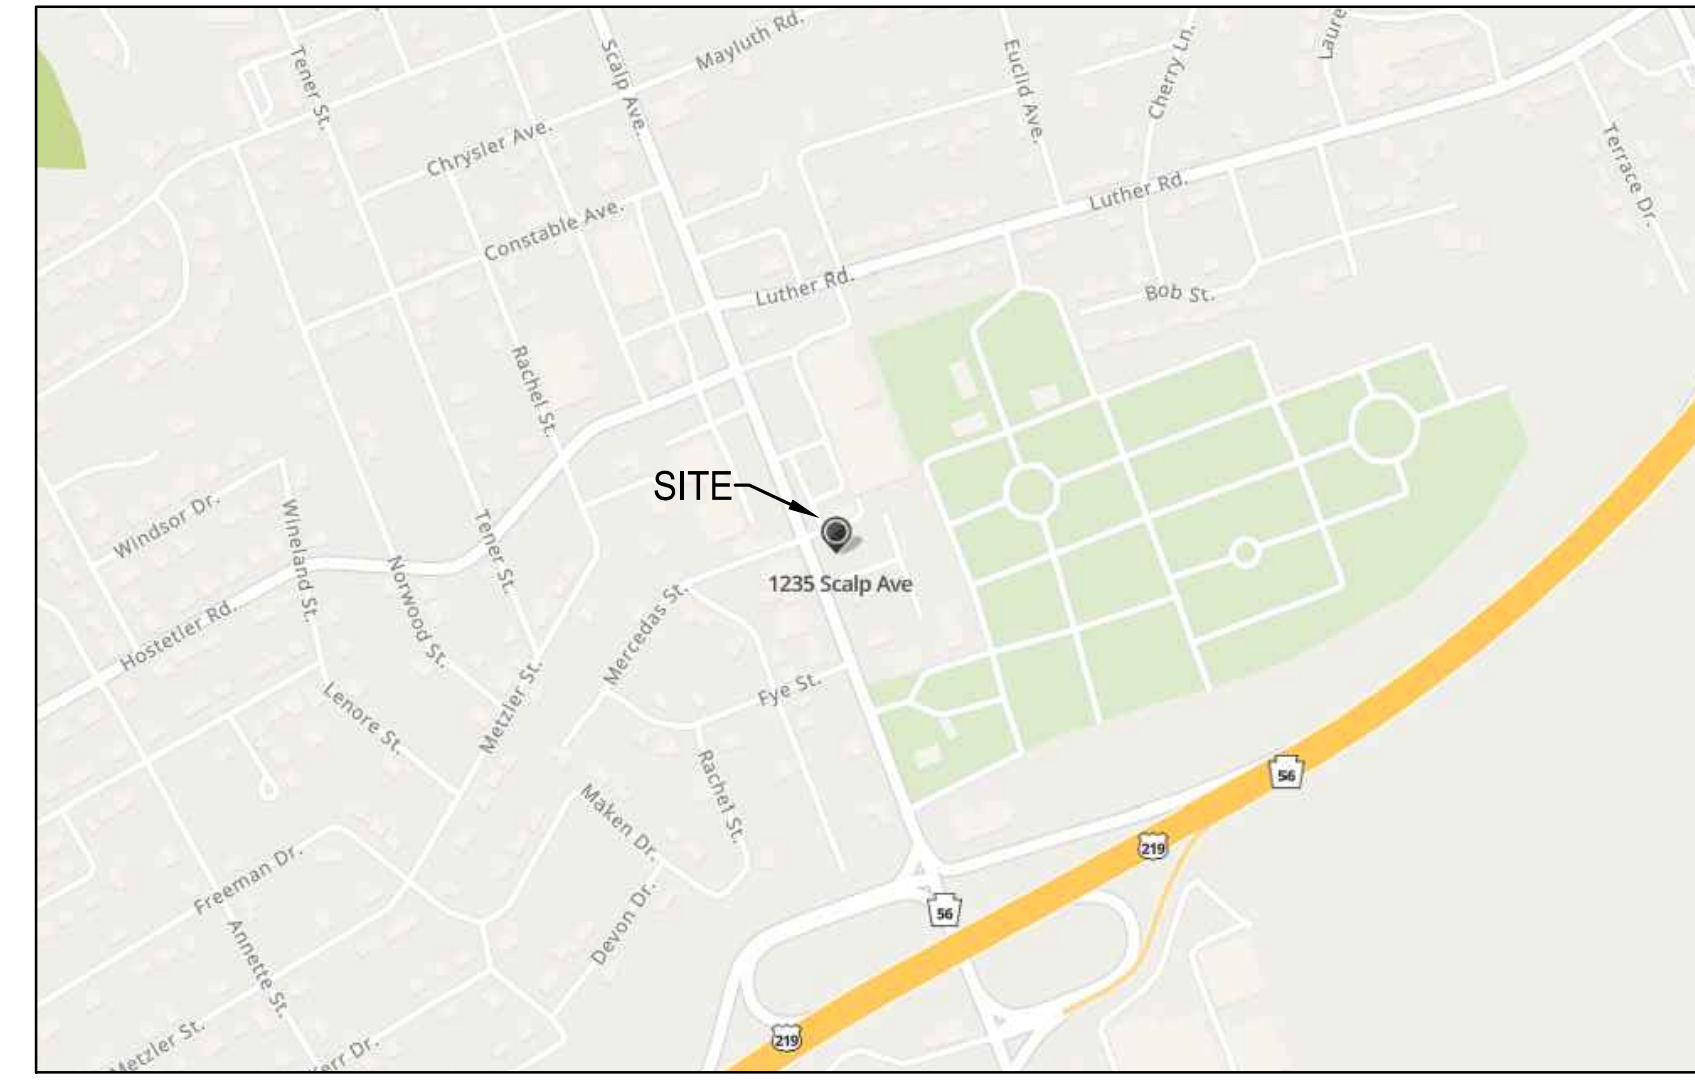 Tener St.
Scalp Ave.
Mayluth Rd.
Euclid Ave.
Cherry Ln.
Chrysler Ave.
Terrace Dr.
Constable Ave.
Luther Rd.
Luther Rd.
Bob St.
Rachel St.
SITE
Windsor Dr.
Wineland St.
Tener St.
Norwood St.
1235 Scalp Ave
Hostetler Rd.
Mercedas St.
Metzler St.
Fye St.
Lenore St.
Rachel St.
Maken Dr.
56
219
Freeman Dr.
56
Devon Dr.
Annette St.
219
Metzler St.